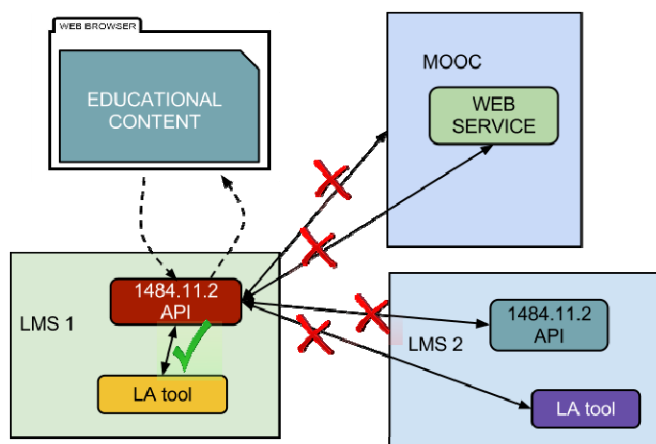 WEB BROWSER
EDUCATIONAL
CONTENT
MOOC
WEB
SERVICE
LMS 1
1484.11.2
API
LA tool
LMS 2
1484.11.2
API
LA tool